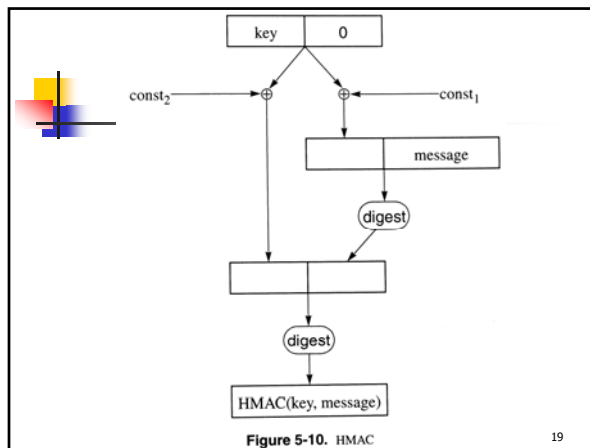 key 0
const₂ ⊕ ⊕ const₁
message
digest
digest
HMAC(key, message)
Figure 5-10. HMAC
19